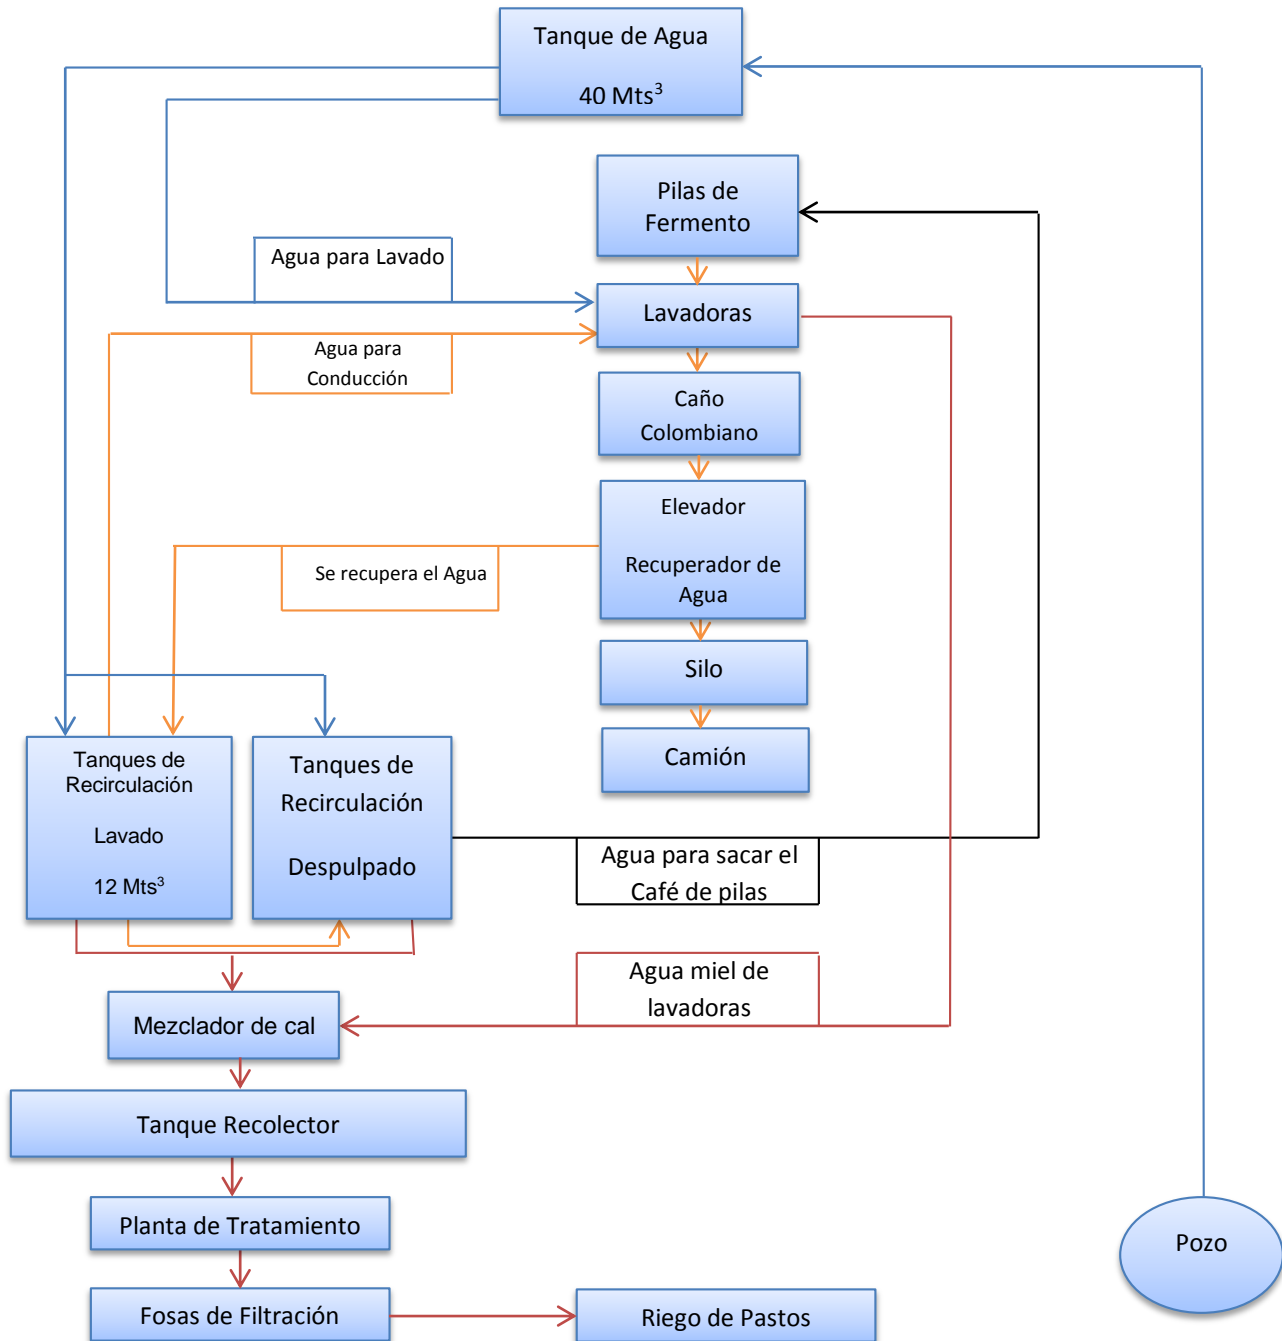 Tanque de Agua
40 Mts³
Pilas de
Fermento
Agua para Lavado
Lavadoras
Agua para
Conducción
Caño
Colombiano
Elevador
Recuperador de
Agua
Se recupera el Agua
Silo
Camión
Tanques de
Recirculación
Lavado
12 Mts³
Tanques de
Recirculación
Despulpado
Agua para sacar el
Café de pilas
Agua miel de
lavadoras
Mezclador de cal
Tanque Recolector
Planta de Tratamiento
Pozo
Fosas de Filtración
Riego de Pastos